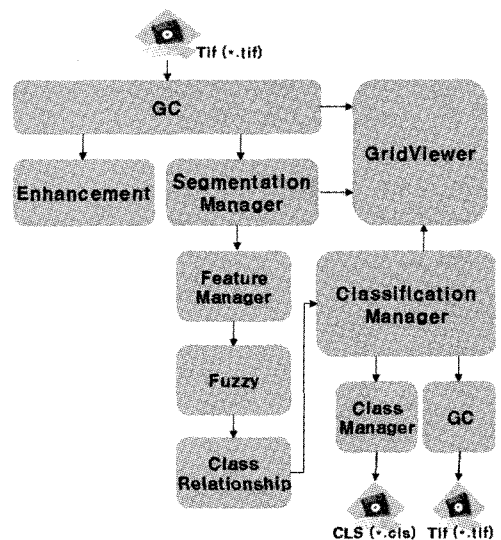 Tif (*.tif)
GC
GridViewer
Enhancement
Segmentation
Manager
Feature
Manager
Classification
Manager
Fuzzy
Class
Manager
GC
Class
Relationship
CLS (*.cls)
Tif (*.tif)